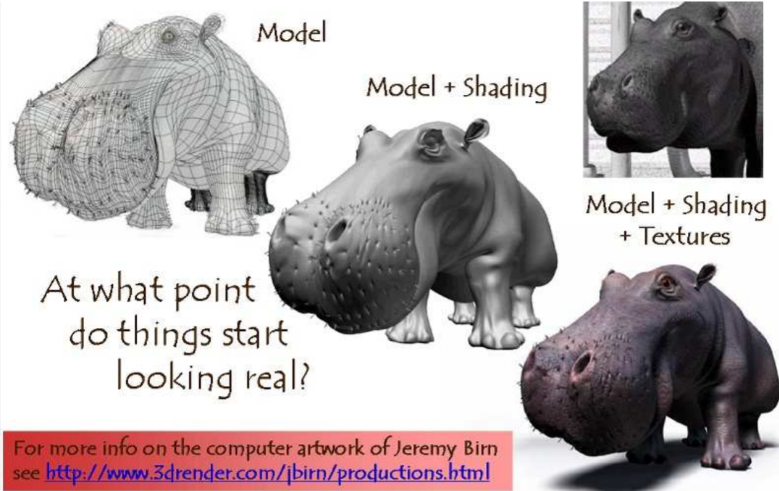 Model
Model + Shading
Model + Shading
+ Textures
At what point
do things start
looking real?
For more info on the computer artwork of Jeremy Birn
see http://www.3drender.com/jbirn/productions.html